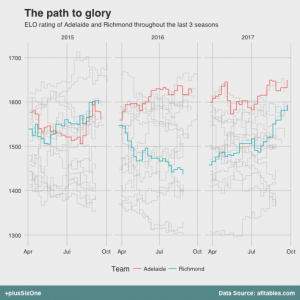 The path to glory
ELO rating of Adelaide and Richmond throughout the last 3 seasons
2015 2016 2017
1700
1600
1500
1400
1300
Apr Jul Oct Apr Jul Oct Apr Jul Oct
Team Adelaide Richmond
+plusSixOne Data Source: afltables.com